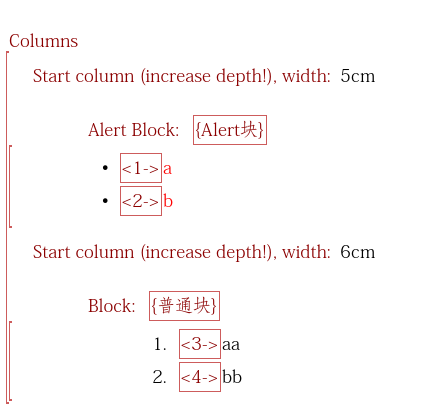 Columns
Start column (increase depth!), width: 5cm
Alert Block: {Alert块}
• <1->a
• <2->b
Start column (increase depth!), width: 6cm
Block: {普通块}
1. <3->aa
2. <4->bb